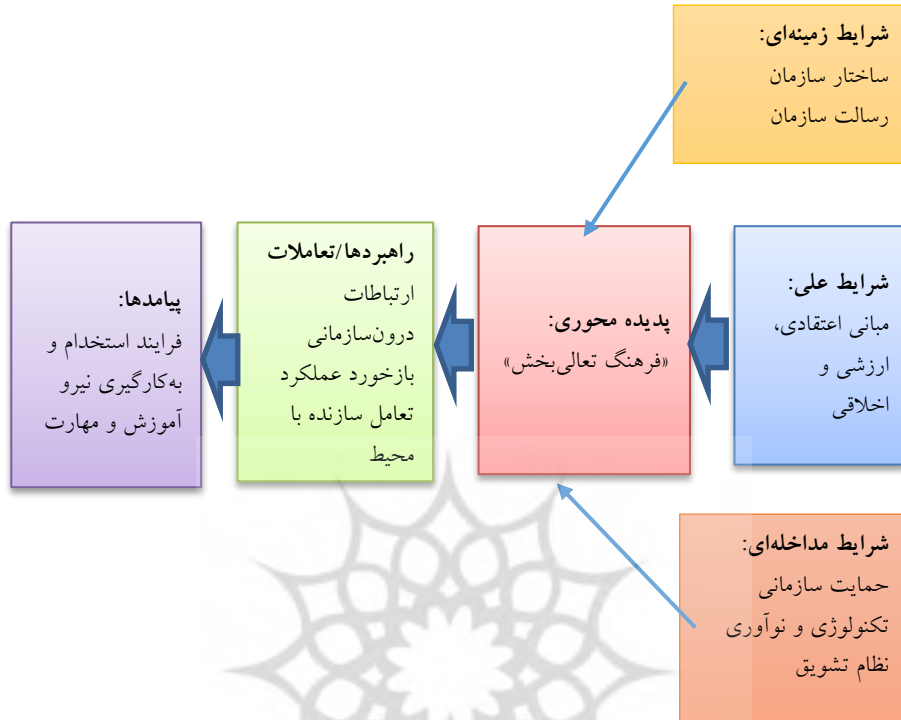 شرایط زمینه‌ای:
ساختار سازمان
رسالت سازمان
شرایط علی:
مبانی اعتقادی،
ارزشی و
اخلاقی
پدیده محوری:
«فرهنگ تعالی‌بخش»
راهبردها/تعاملات
ارتباطات
درون‌سازمانی
بازخورد عملکرد
تعامل سازنده با
محیط
پیامدها:
فرایند استخدام و
به‌کارگیری نیرو
آموزش و مهارت
شرایط مداخله‌ای:
حمایت سازمانی
تکنولوژی و نوآوری
نظام تشویق